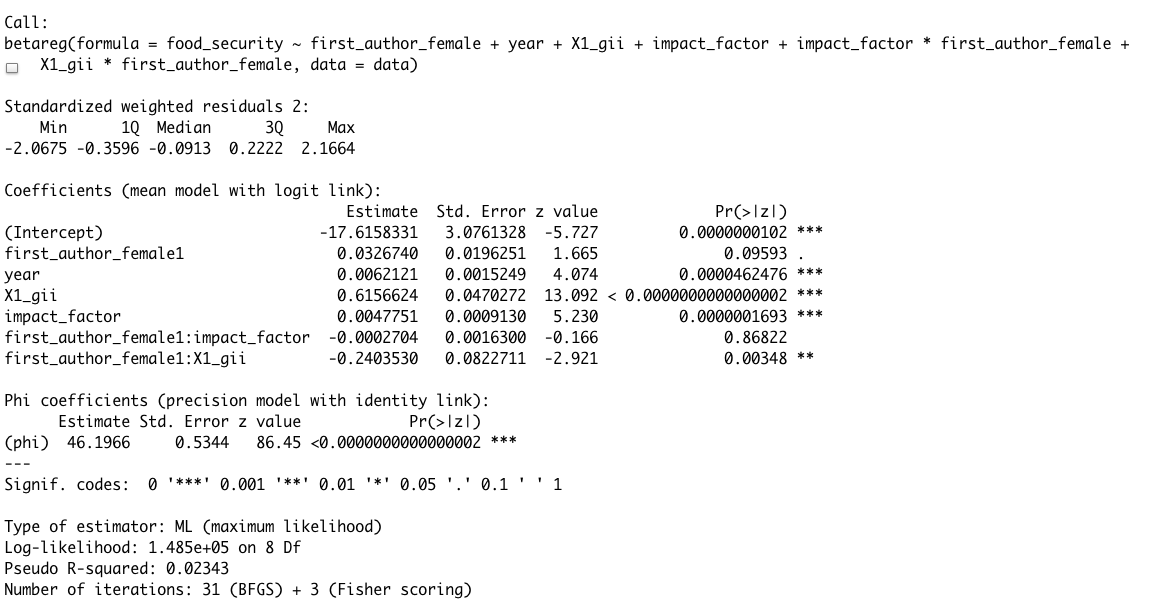 Call:
betareg(formula = food_security ~ first_author_female + year + X1_gii + impact_factor + impact_factor * first_author_female +
    X1_gii * first_author_female, data = data)

Standardized weighted residuals 2:
    Min      1Q  Median      3Q     Max
-2.0675 -0.3596 -0.0913  0.2222  2.1664

Coefficients (mean model with logit link):
                                     Estimate  Std. Error z value             Pr(>|z|)
(Intercept)                       -17.6158331   3.0761328  -5.727         0.0000000102 ***
first_author_female1                0.0326740   0.0196251   1.665              0.09593 .
year                                0.0062121   0.0015249   4.074         0.0000462476 ***
X1_gii                              0.6156624   0.0470272  13.092 < 0.0000000000000002 ***
impact_factor                       0.0047751   0.0009130   5.230         0.0000001693 ***
first_author_female1:impact_factor -0.0002704   0.0016300  -0.166              0.86822
first_author_female1:X1_gii        -0.2403530   0.0822711  -2.921              0.00348 **

Phi coefficients (precision model with identity link):
      Estimate Std. Error z value            Pr(>|z|)
(phi)  46.1966     0.5344   86.45 <0.0000000000000002 ***
---
Signif. codes:  0 '***' 0.001 '**' 0.01 '*' 0.05 '.' 0.1 ' ' 1

Type of estimator: ML (maximum likelihood)
Log-likelihood: 1.485e+05 on 8 Df
Pseudo R-squared: 0.02343
Number of iterations: 31 (BFGS) + 3 (Fisher scoring)